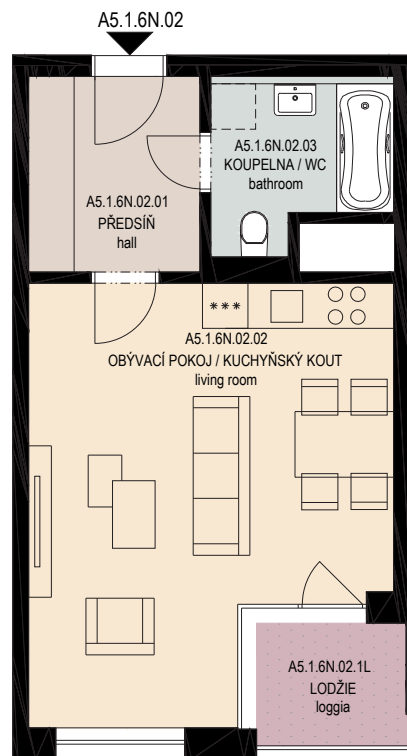 A5.1.6N.02
A5.1.6N.02.03
KOUPELNA / WC
bathroom
A5.1.6N.02.01
PŘEDSÍŇ
hall
***
A5.1.6N.02.02
OBÝVACÍ POKOJ / KUCHYŇSKÝ KOUT
living room
A5.1.6N.02.1L
LODŽIE
loggia